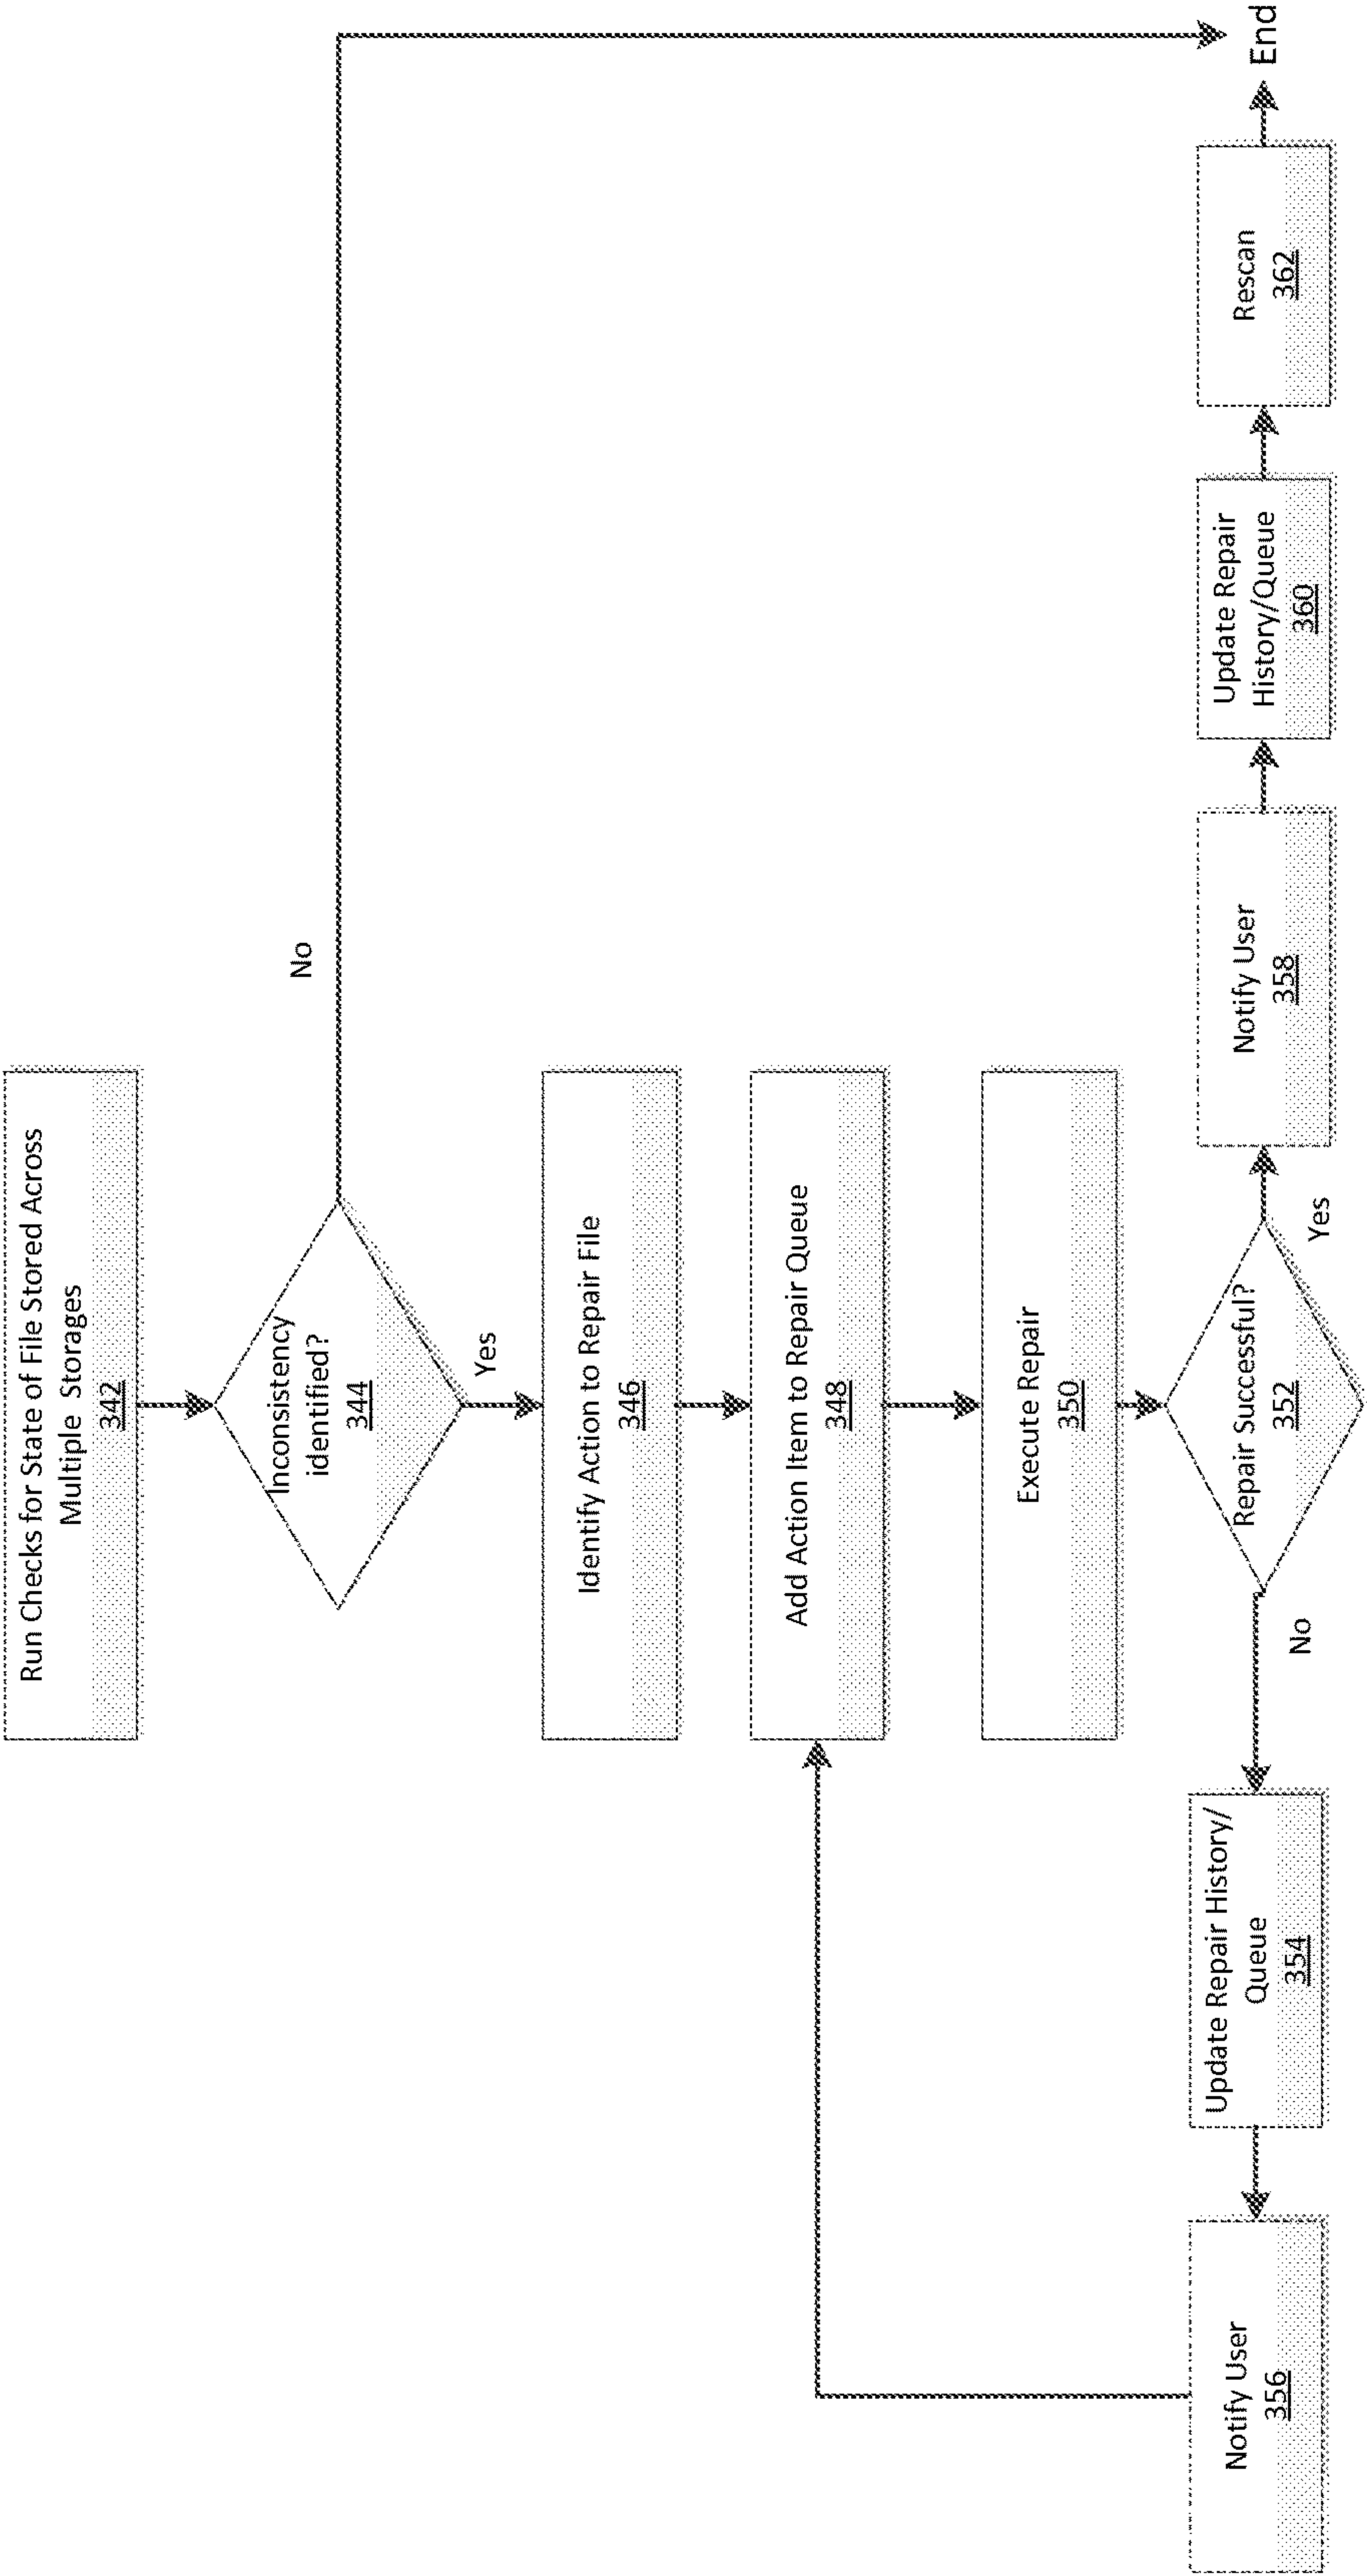 Run Checks for State of File Stored Across
Multiple Storages
342
Inconsistency
identified?
344
No
Yes
Identify Action to Repair File
346
Add Action Item to Repair Queue
348
Execute Repair
350
Repair Successful?
352
No
Yes
Update Repair History/
Queue
354
Notify User
356
Notify User
358
Update Repair
History/Queue
360
Rescan
362
End